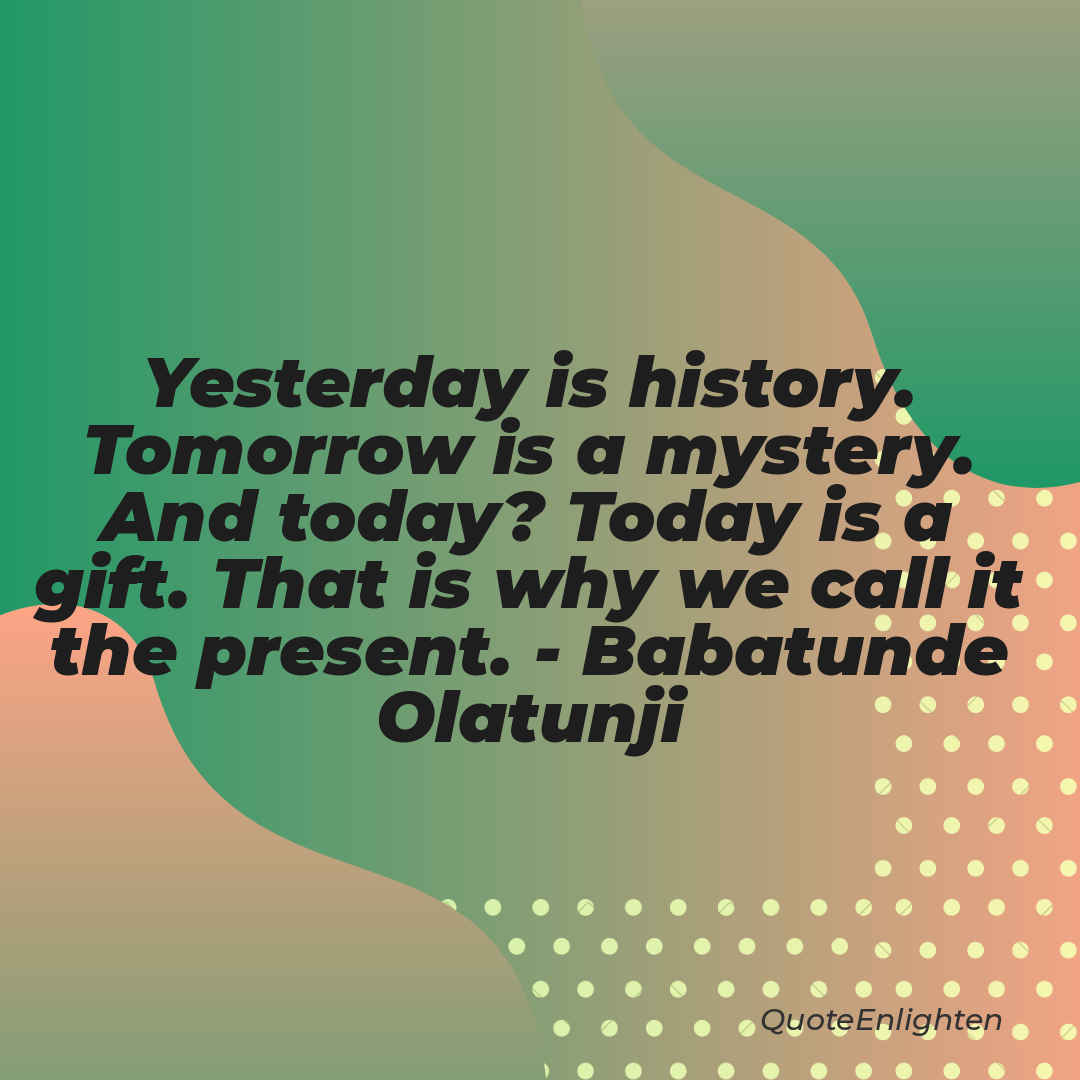 Yesterday is history.
Tomorrow is a mystery.
And today? Today is a
gift. That is why we call it
the present. - Babatunde
Olatunji
QuoteEnlighten